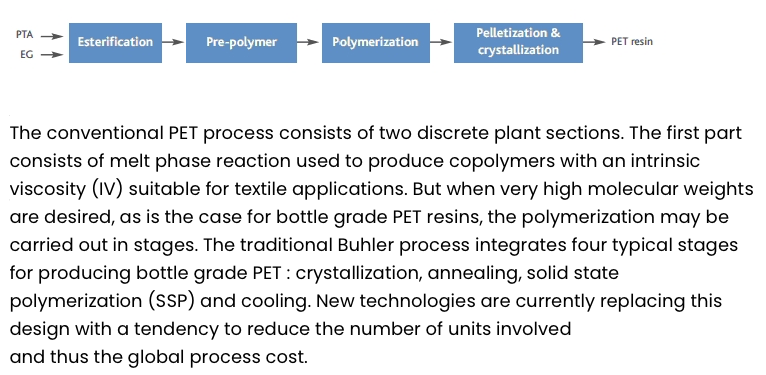 PTA
EG
Esterification
Pre-polymer
Polymerization
Pelletization &
crystallization
PET resin
The conventional PET process consists of two discrete plant sections. The first part
consists of melt phase reaction used to produce copolymers with an intrinsic
viscosity (IV) suitable for textile applications. But when very high molecular weights
are desired, as is the case for bottle grade PET resins, the polymerization may be
carried out in stages. The traditional Buhler process integrates four typical stages
for producing bottle grade PET : crystallization, annealing, solid state
polymerization (SSP) and cooling. New technologies are currently replacing this
design with a tendency to reduce the number of units involved
and thus the global process cost.